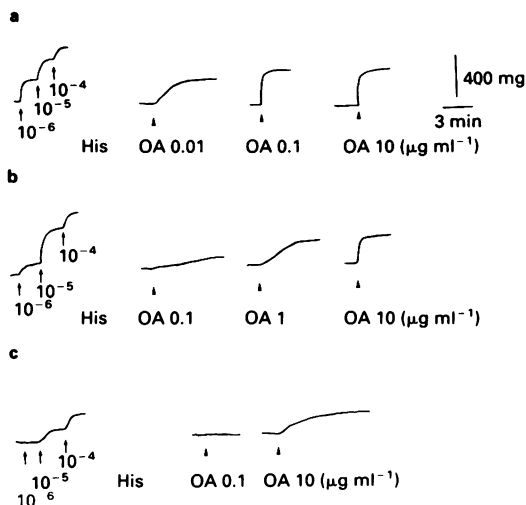 a
10⁻⁴
10⁻⁵
10⁻⁶
400 mg
3 min
His OA 0.01 OA 0.1 OA 10 (μg ml⁻¹)
b
10⁻⁴
10⁻⁵
10⁻⁶
His OA 0.1 OA 1 OA 10 (μg ml⁻¹)
c
10⁻⁴
10⁻⁵
10 ⁶
His OA 0.1 OA 10 (μg ml⁻¹)